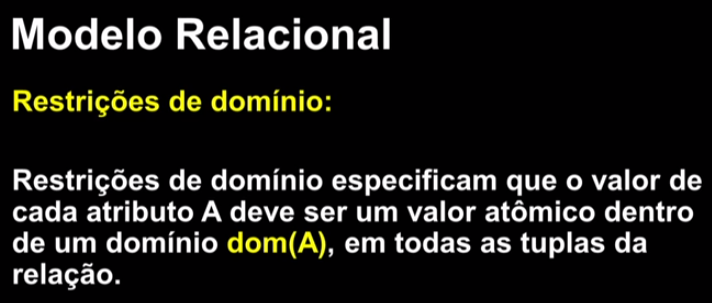 Modelo Relacional
Restrições de domínio:
Restrições de domínio especificam que o valor de
cada atributo A deve ser um valor atômico dentro
de um domínio dom(A), em todas as tuplas da
relação.